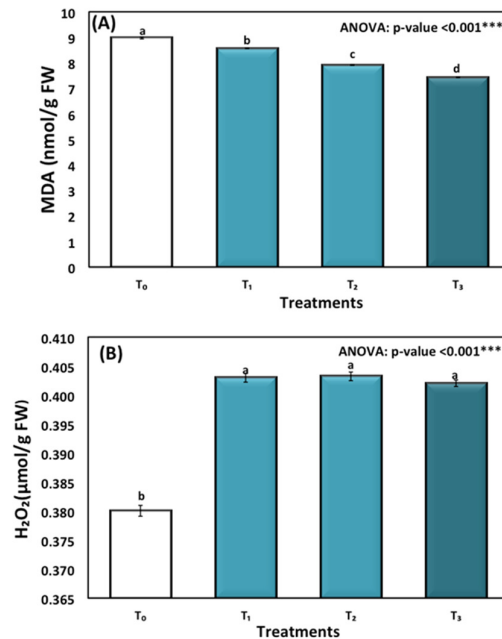 (A)
ANOVA: p-value <0.001***
MDA (nmol/g FW)
10
9
8
7
6
5
4
3
2
1
0
a
b
c
d
T₀ T₁ T₂ T₃
Treatments
(B)
ANOVA: p-value <0.001***
H₂O₂(µmol/g FW)
0.410
0.405
0.400
0.395
0.390
0.385
0.380
0.375
0.370
0.365
b
a
a
a
T₀ T₁ T₂ T₃
Treatments